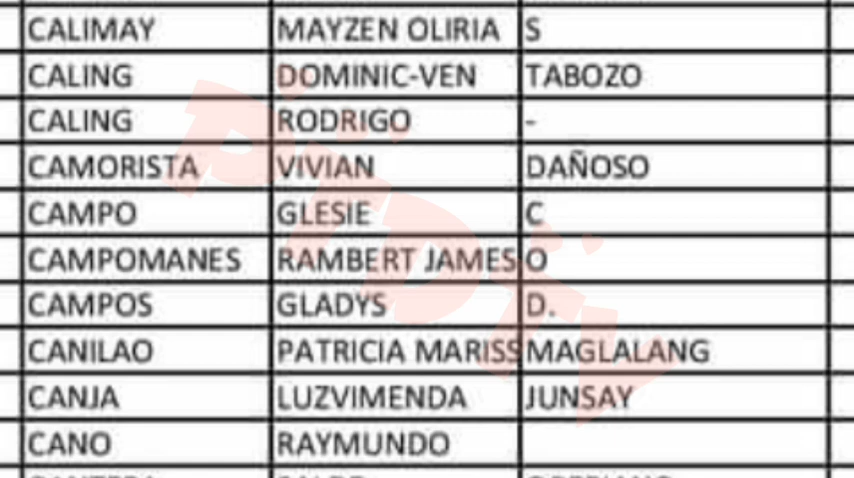 CALIMAY MAYZEN OLIRIA S
CALING DOMINIC-VEN TABOZO
CALING RODRIGO -
CAMORISTA VIVIAN DAÑOSO
CAMPO GLESIE C
CAMPOMANES RAMBERT JAMES O
CAMPOS GLADYS D.
CANILAO PATRICIA MARISS MAGLALANG
CANJA LUZVIMENDA JUNSAY
CANO RAYMUNDO